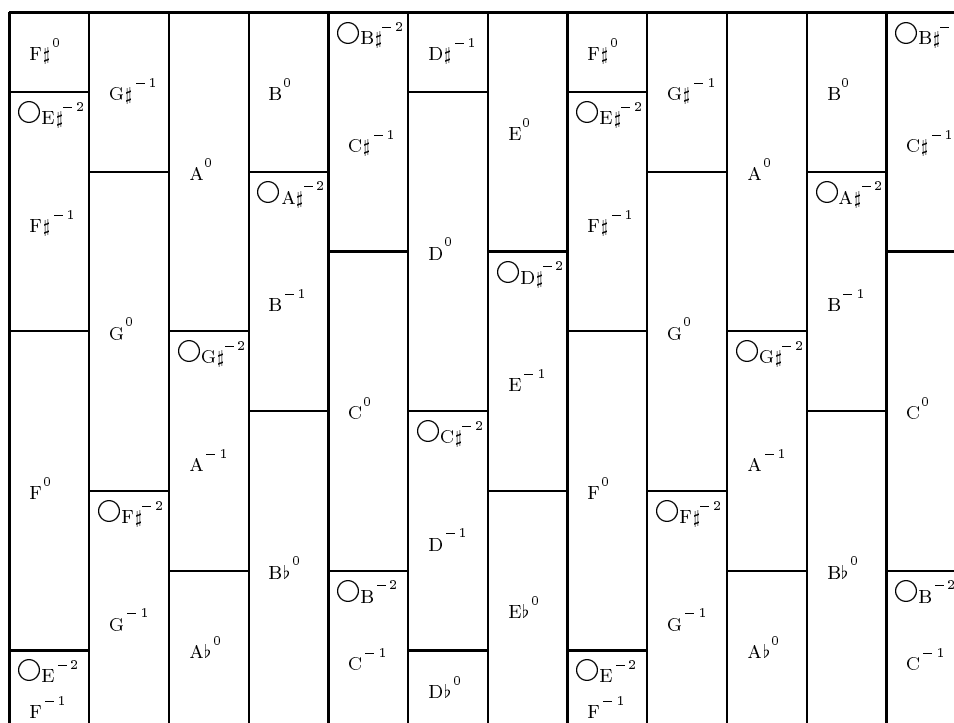 B♯⁻² B♯⁻
F♯⁰ D♯⁻¹ F♯⁰
G♯⁻¹ B⁰ G♯⁻¹ B⁰
E♯⁻² E♯⁻²
E⁰
C♯⁻¹ C♯⁻¹
A⁰ A⁰
A♯⁻² A♯⁻²
F♯⁻¹ F♯⁻¹
D⁰
D♯⁻²
B⁻¹ B⁻¹
G⁰ G⁰
G♯⁻² G♯⁻²
E⁻¹
C⁰ C⁰
C♯⁻²
A⁻¹ A⁻¹
F⁰ F⁰
F♯⁻² F♯⁻²
D⁻¹
B♭⁰ B♭⁰
B⁻² B⁻²
E♭⁰
G⁻¹ G⁻¹
A♭⁰ A♭⁰
C⁻¹ C⁻¹
E⁻² E⁻²
D♭⁰
F⁻¹ F⁻¹